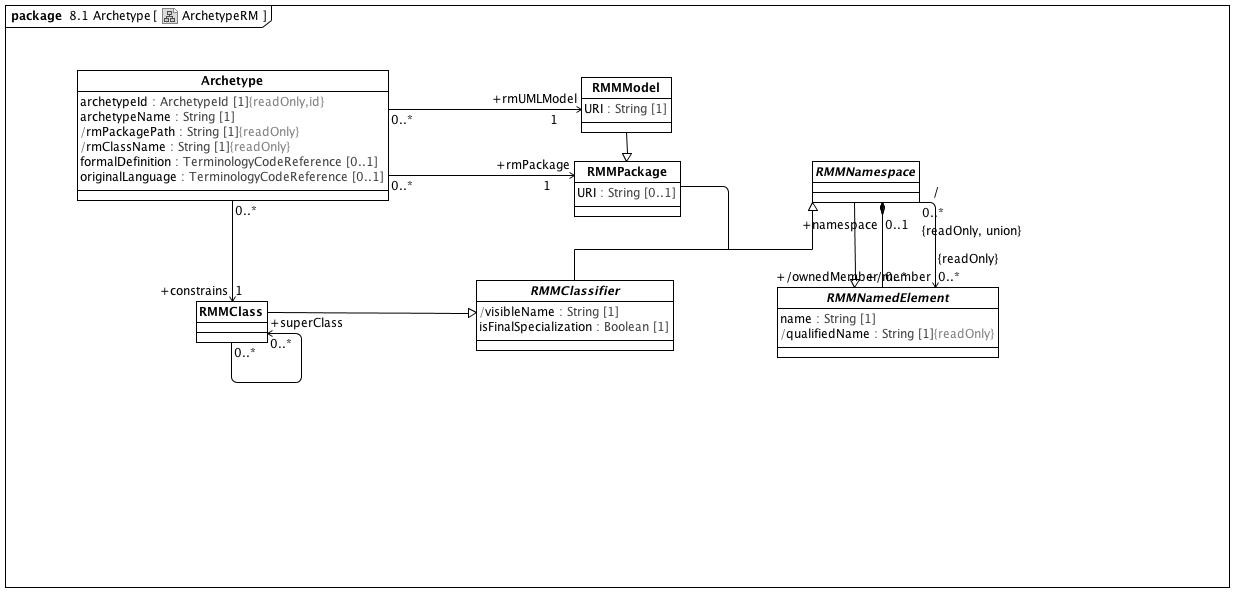 package 8.1 Archetype [ ArchetypeRM ]
Archetype
archetypeId : ArchetypeId [1]{readOnly,id}
archetypeName : String [1]
/rmPackagePath : String [1]{readOnly}
/rmClassName : String [1]{readOnly}
formalDefinition : TerminologyCodeReference [0..1]
originalLanguage : TerminologyCodeReference [0..1]
+rmUMLModel
0..*
1
RMMModel
URI : String [1]
+rmPackage
0..*
1
RMMPackage
URI : String [0..1]
RMMNamespace
/
0..*
+namespace
0..1
{readOnly, union}
{readOnly}
+/ownedMember
0..*
+/member
0..*
RMMNamedElement
name : String [1]
/qualifiedName : String [1]{readOnly}
0..*
+constrains
1
RMMClass
+superClass
0..*
0..*
RMMClassifier
/visibleName : String [1]
isFinalSpecialization : Boolean [1]